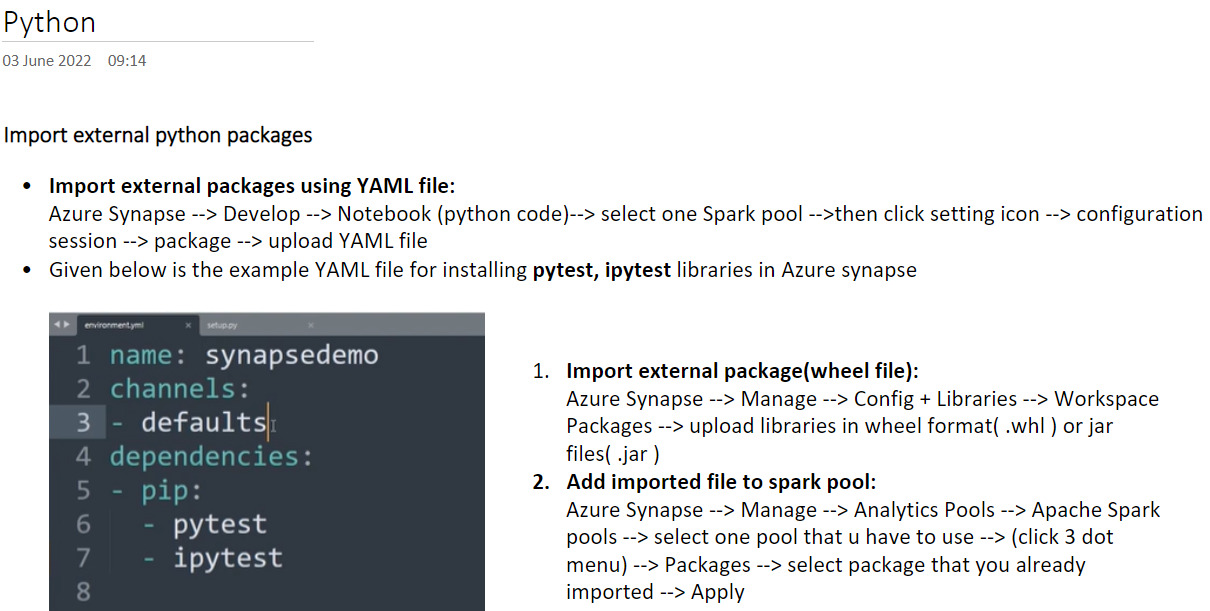 Python
03 June 2022 09:14
Import external python packages
• Import external packages using YAML file:
Azure Synapse --> Develop --> Notebook (python code)--> select one Spark pool -->then click setting icon --> configuration
session --> package --> upload YAML file
• Given below is the example YAML file for installing pytest, ipytest libraries in Azure synapse
environment.yml × setup.py ×
1 name: synapsedemo
2 channels:
3 - defaults
4 dependencies:
5 - pip:
6 - pytest
7 - ipytest
8
1. Import external package(wheel file):
Azure Synapse --> Manage --> Config + Libraries --> Workspace
Packages --> upload libraries in wheel format( .whl ) or jar
files( .jar )
2. Add imported file to spark pool:
Azure Synapse --> Manage --> Analytics Pools --> Apache Spark
pools --> select one pool that u have to use --> (click 3 dot
menu) --> Packages --> select package that you already
imported --> Apply